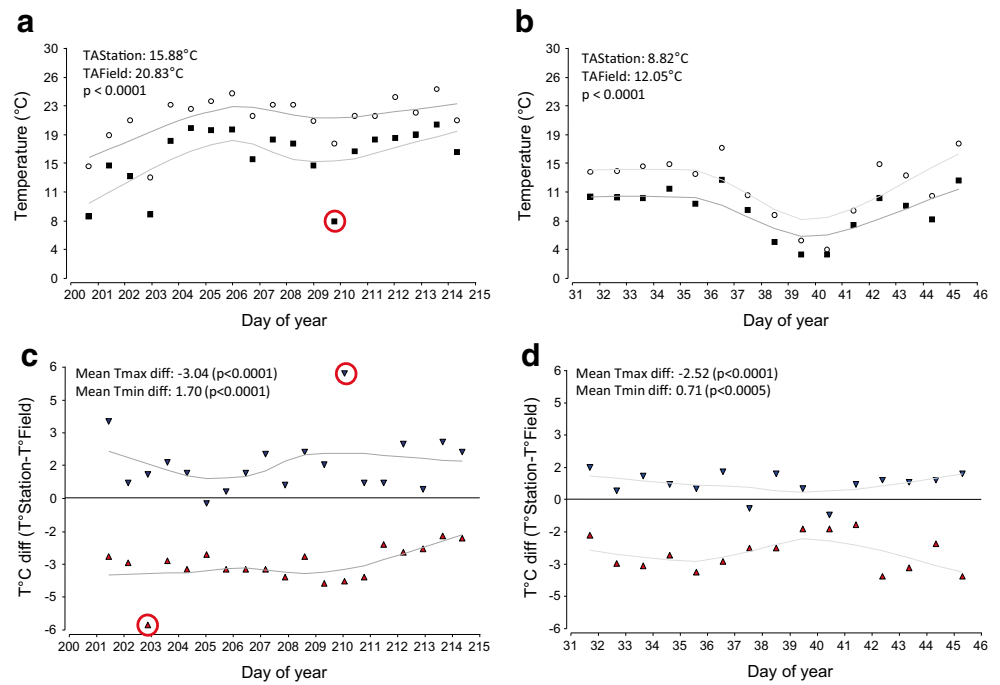 a
TAStation: 15.88°C
TAField: 20.83°C
p < 0.0001
Temperature (°C)
30
26
22
19
15
11
8
4
0
200 201 202 203 204 205 206 207 208 209 210 211 212 213 214 215
Day of year
b
TAStation: 8.82°C
TAField: 12.05°C
p < 0.0001
Temperature (°C)
30
26
22
19
15
11
8
4
0
31 32 33 34 35 36 37 38 39 40 41 42 43 44 45 46
Day of year
c
Mean Tmax diff: -3.04 (p<0.0001)
Mean Tmin diff: 1.70 (p<0.0001)
T°C diff (T°Station-T°Field)
6
5
3
2
0
-2
-3
-5
-6
200 201 202 203 204 205 206 207 208 209 210 211 212 213 214 215
Day of year
d
Mean Tmax diff: -2.52 (p<0.0001)
Mean Tmin diff: 0.71 (p<0.0005)
T°C diff (T°Station-T°Field)
6
5
3
2
0
-2
-3
-5
-6
31 32 33 34 35 36 37 38 39 40 41 42 43 44 45 46
Day of year